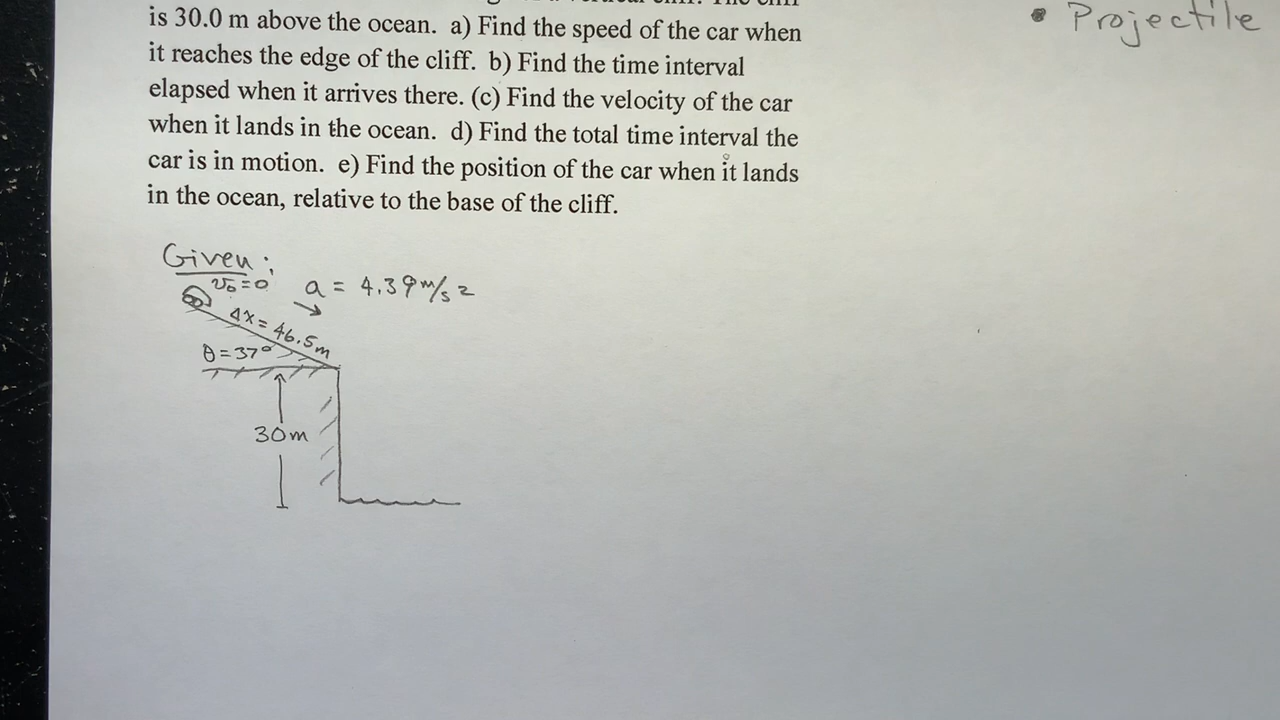 is 30.0 m above the ocean. a) Find the speed of the car when
it reaches the edge of the cliff. b) Find the time interval
elapsed when it arrives there. (c) Find the velocity of the car
when it lands in the ocean. d) Find the total time interval the
car is in motion. e) Find the position of the car when it lands
in the ocean, relative to the base of the cliff.
• Projectile
Given:
v₀=0 a = 4.39 m/s2
Δx = 46.5m
θ=37°
30m